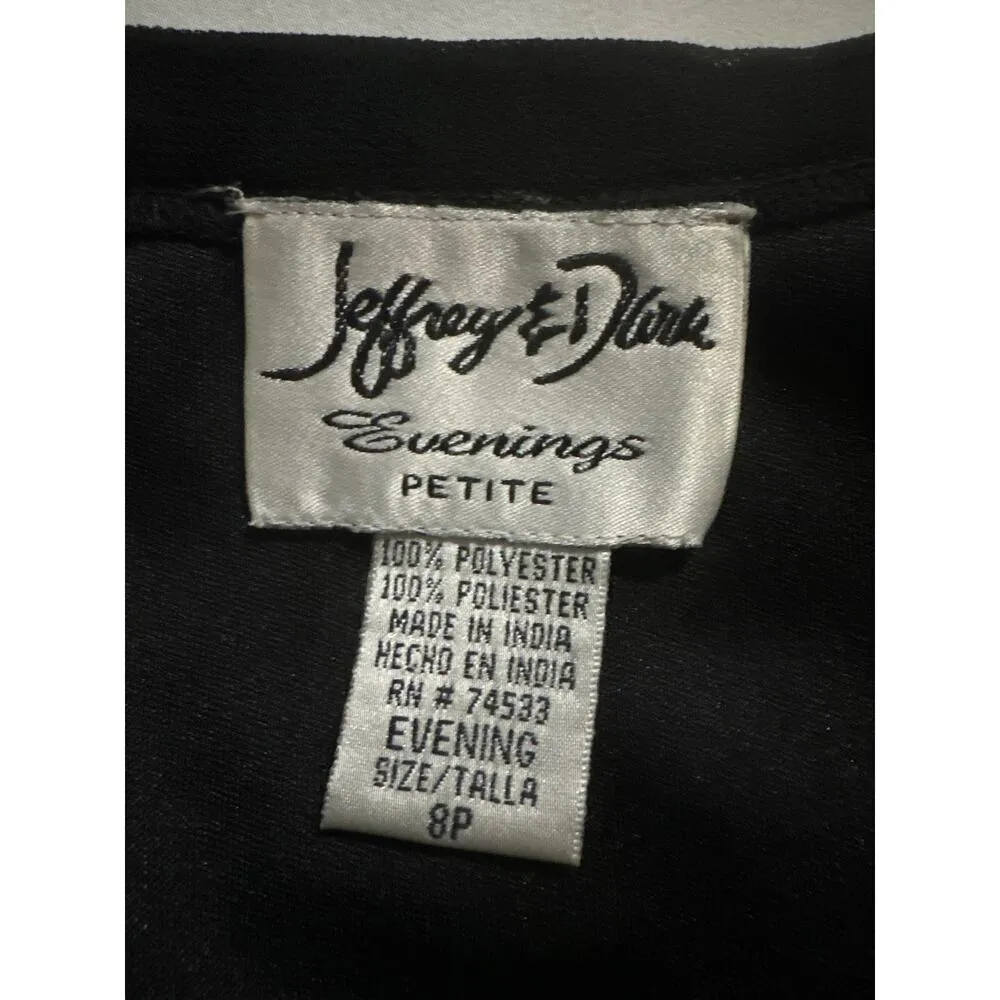 Jeffrey & Dara
Evenings
PETITE
100% POLYESTER
100% POLIESTER
MADE IN INDIA
HECHO EN INDIA
RN # 74533
EVENING
SIZE/TALLA
8P